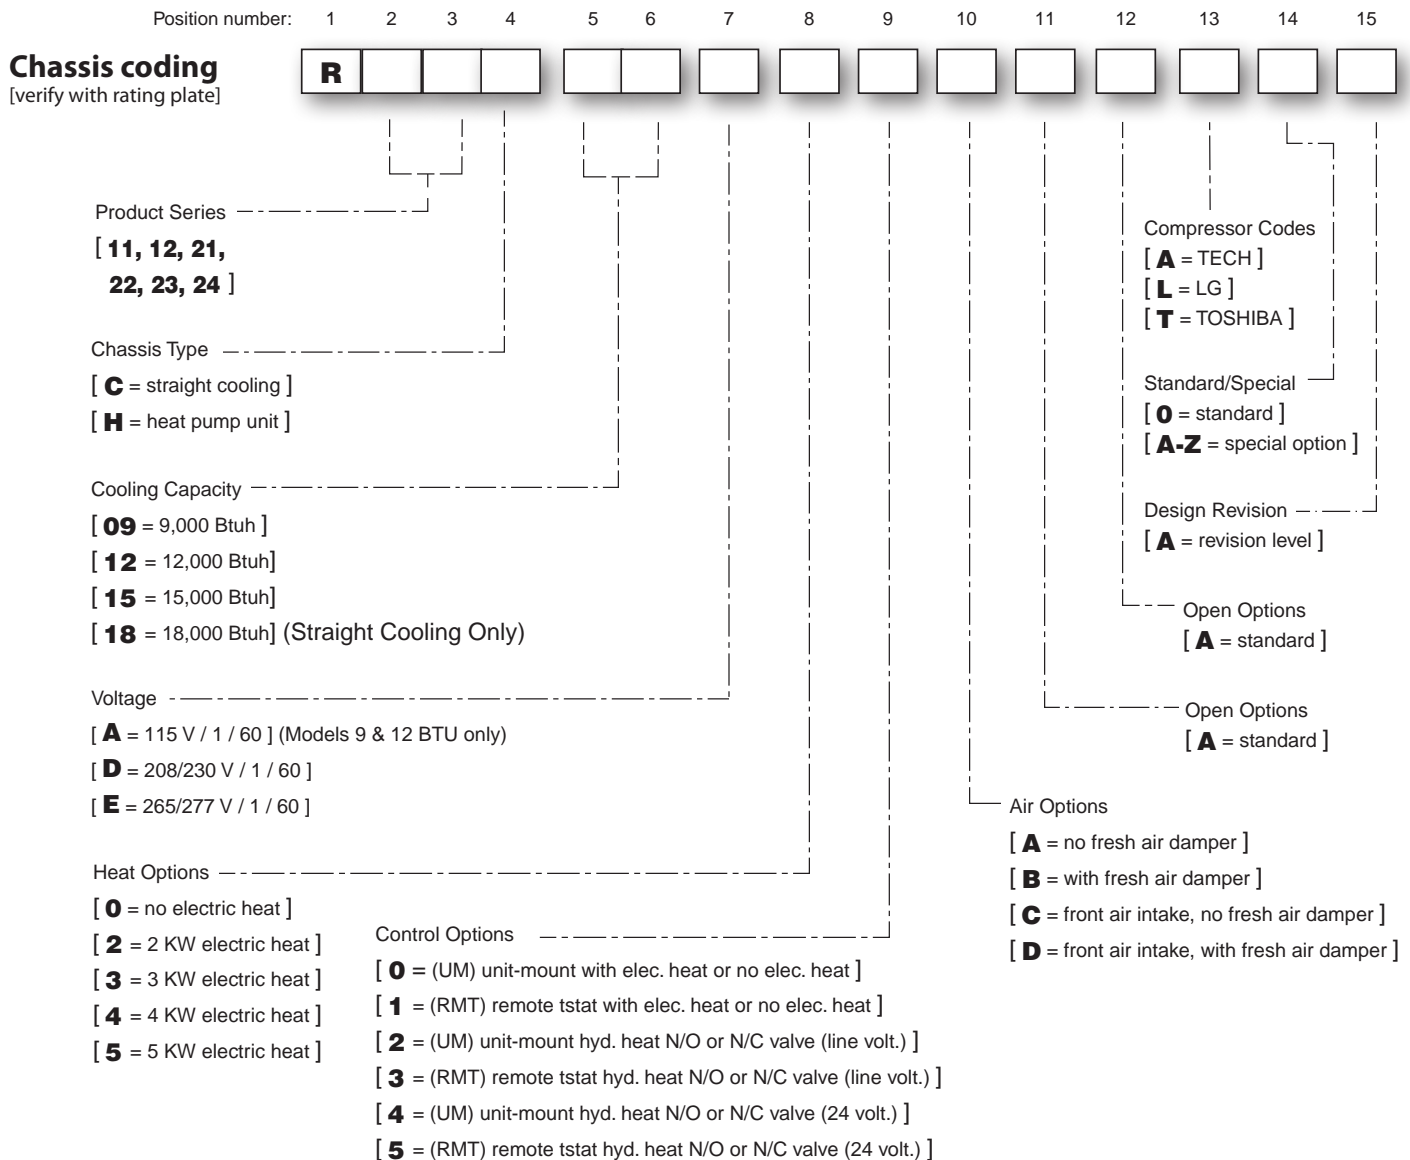 Position number: 1 2 3 4 5 6 7 8 9 10 11 12 13 14 15
Chassis coding
[verify with rating plate]
R
Product Series
[ 11, 12, 21,
22, 23, 24 ]
Chassis Type
[ C = straight cooling ]
[ H = heat pump unit ]
Cooling Capacity
[ 09 = 9,000 Btuh ]
[ 12 = 12,000 Btuh]
[ 15 = 15,000 Btuh]
[ 18 = 18,000 Btuh] (Straight Cooling Only)
Voltage
[ A = 115 V / 1 / 60 ] (Models 9 & 12 BTU only)
[ D = 208/230 V / 1 / 60 ]
[ E = 265/277 V / 1 / 60 ]
Heat Options
[ 0 = no electric heat ]
[ 2 = 2 KW electric heat ]
[ 3 = 3 KW electric heat ]
[ 4 = 4 KW electric heat ]
[ 5 = 5 KW electric heat ]
Control Options
[ 0 = (UM) unit-mount with elec. heat or no elec. heat ]
[ 1 = (RMT) remote tstat with elec. heat or no elec. heat ]
[ 2 = (UM) unit-mount hyd. heat N/O or N/C valve (line volt.) ]
[ 3 = (RMT) remote tstat hyd. heat N/O or N/C valve (line volt.) ]
[ 4 = (UM) unit-mount hyd. heat N/O or N/C valve (24 volt.) ]
[ 5 = (RMT) remote tstat hyd. heat N/O or N/C valve (24 volt.) ]
Compressor Codes
[ A = TECH ]
[ L = LG ]
[ T = TOSHIBA ]
Standard/Special
[ 0 = standard ]
[ A-Z = special option ]
Design Revision
[ A = revision level ]
Open Options
[ A = standard ]
Open Options
[ A = standard ]
Air Options
[ A = no fresh air damper ]
[ B = with fresh air damper ]
[ C = front air intake, no fresh air damper ]
[ D = front air intake, with fresh air damper ]